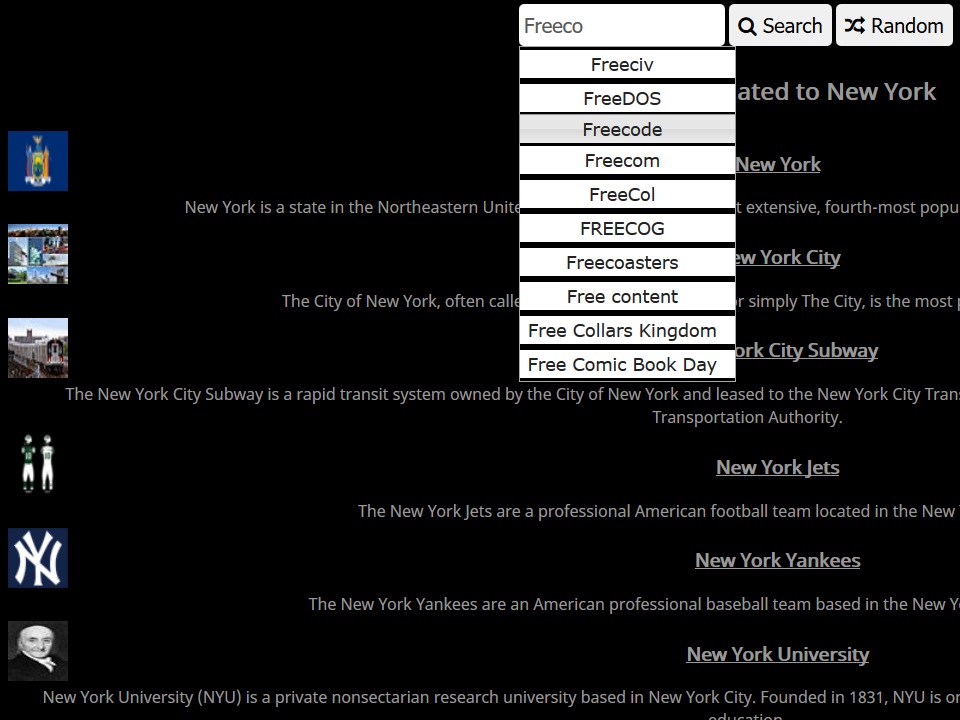 Freeco
Search
Random
Freeciv
FreeDOS
Freecode
Freecom
FreeCol
FREECOG
Freecoasters
Free content
Free Collars Kingdom
Free Comic Book Day
ated to New York
New York
New York is a state in the Northeastern Unite
t extensive, fourth-most popu
ew York City
The City of New York, often calle
r simply The City, is the most p
ork City Subway
The New York City Subway is a rapid transit system owned by the City of New York and leased to the New York City Tran
Transportation Authority.
New York Jets
The New York Jets are a professional American football team located in the New
NY
New York Yankees
The New York Yankees are an American professional baseball team based in the New Yo
New York University
New York University (NYU) is a private nonsectarian research university based in New York City. Founded in 1831, NYU is or
education